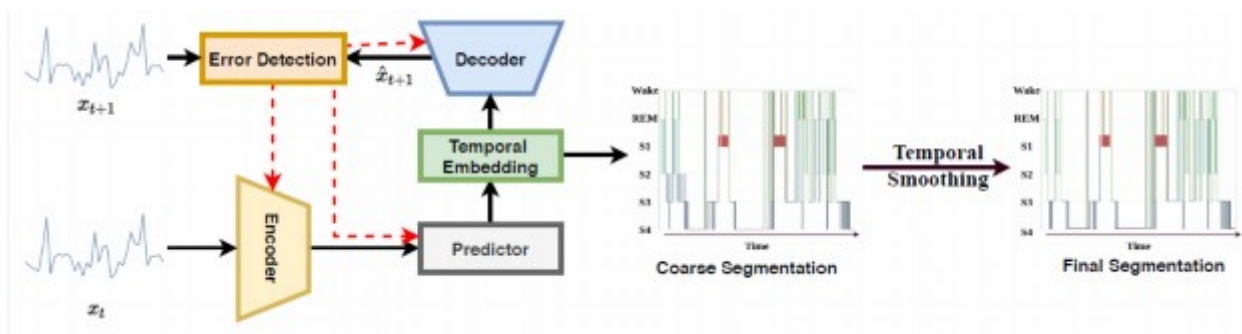 x_{t+1}
Error Detection
x̂_{t+1}
Decoder
Temporal
Embedding
Encoder
Predictor
x_t
Wake
REM
S1
S2
S3
S4
Time
Coarse Segmentation
Temporal
Smoothing
Wake
REM
S1
S2
S3
S4
Time
Final Segmentation